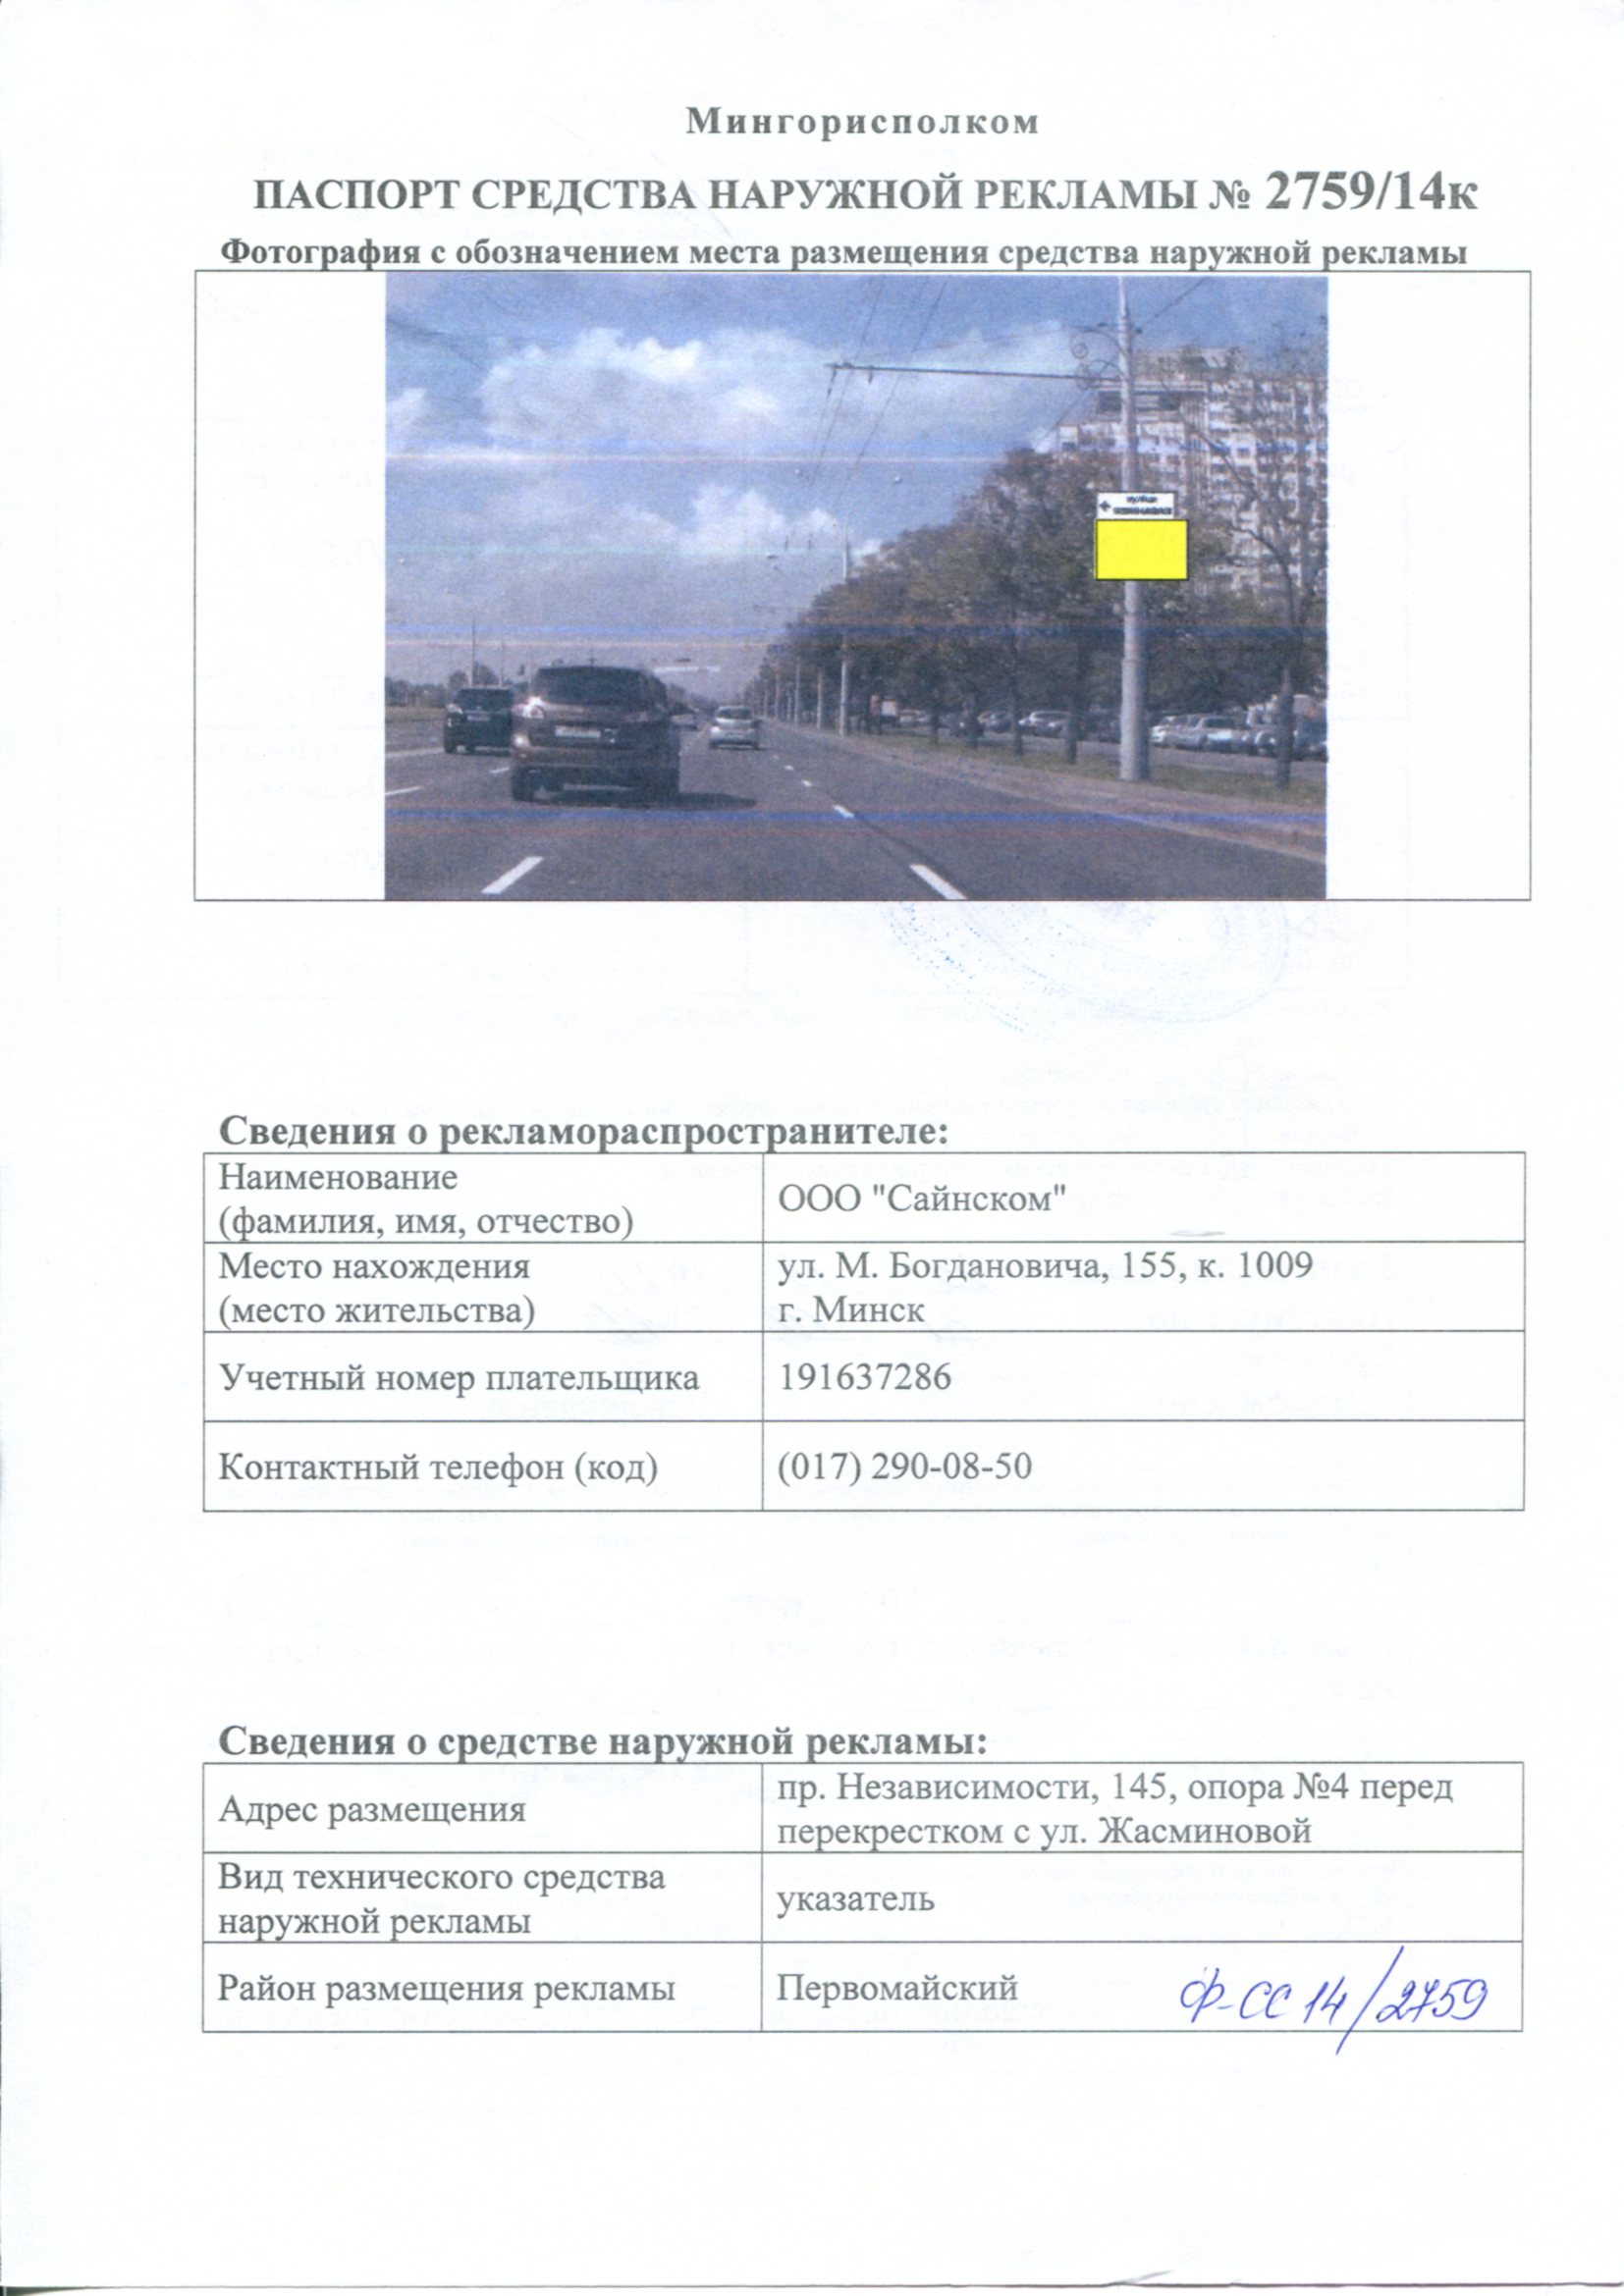 Мингорисполком
ПАСПОРТ СРЕДСТВА НАРУЖНОЙ РЕКЛАМЫ № 2759/14к
Фотография с обозначением места размещения средства наружной рекламы
Сведения о рекламораспространителе:
Наименование
(фамилия, имя, отчество)
ООО "Сайнском"
Место нахождения
(место жительства)
ул. М. Богдановича, 155, к. 1009
г. Минск
Учетный номер плательщика
191637286
Контактный телефон (код)
(017) 290-08-50
Сведения о средстве наружной рекламы:
Адрес размещения
пр. Независимости, 145, опора №4 перед
перекрестком с ул. Жасминовой
Вид технического средства
наружной рекламы
указатель
Район размещения рекламы
Первомайский
Ф-СС 14/2759